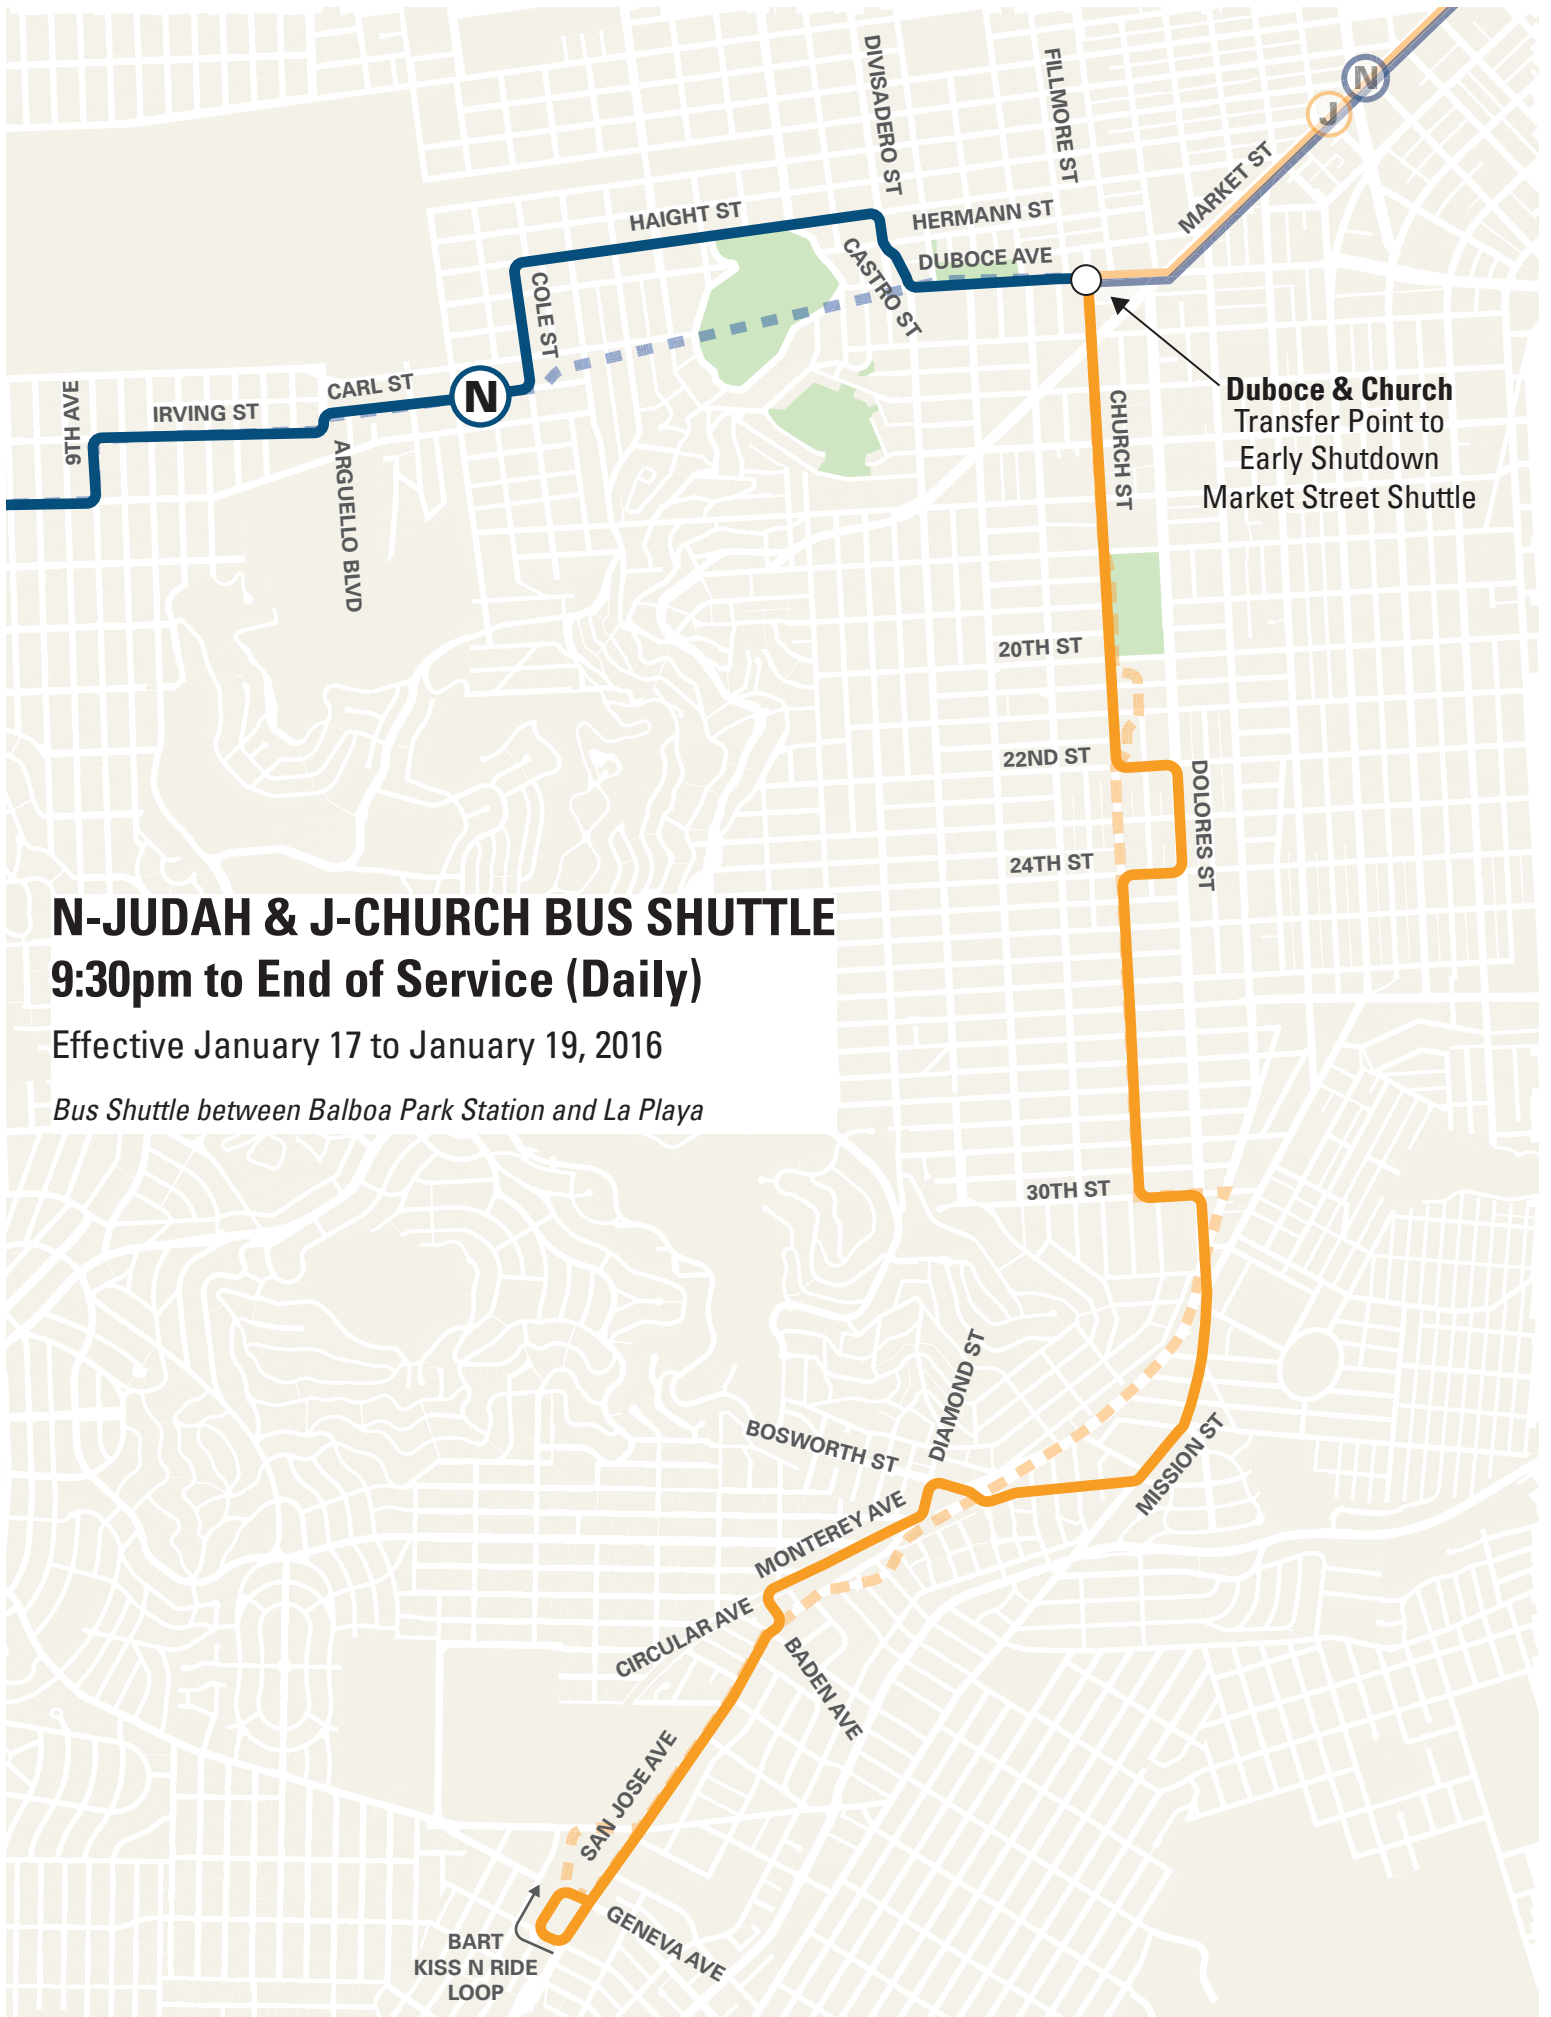 DIVISADERO ST
FILLMORE ST
N
J
MARKET ST
HAIGHT ST
HERMANN ST
CASTRO ST
DUBOCE AVE
COLE ST
9TH AVE
IRVING ST
CARL ST
N
ARGUELLO BLVD
CHURCH ST
Duboce & Church
Transfer Point to
Early Shutdown
Market Street Shuttle
20TH ST
22ND ST
DOLORES ST
24TH ST
N-JUDAH & J-CHURCH BUS SHUTTLE
9:30pm to End of Service (Daily)
Effective January 17 to January 19, 2016
Bus Shuttle between Balboa Park Station and La Playa
30TH ST
DIAMOND ST
BOSWORTH ST
MISSION ST
MONTEREY AVE
CIRCULAR AVE
BADEN AVE
SAN JOSE AVE
GENEVA AVE
BART
KISS N RIDE
LOOP